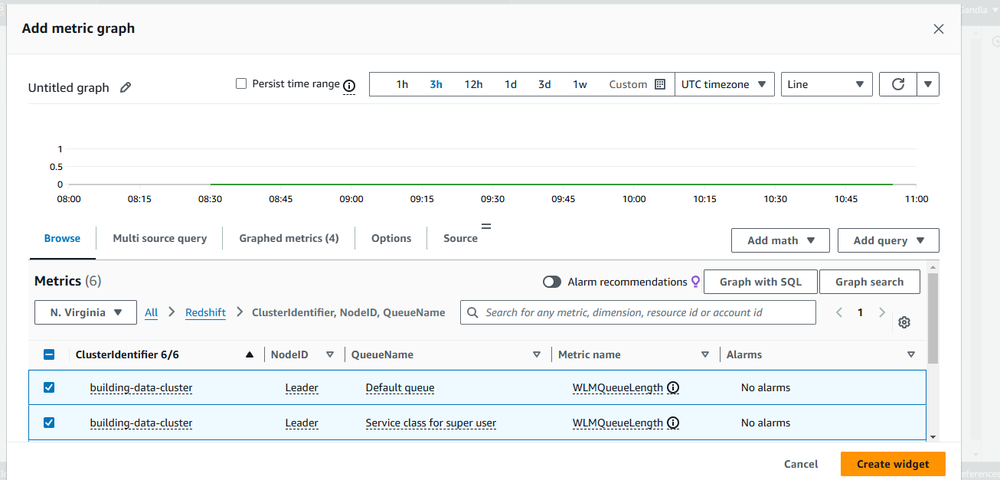 Add metric graph
Untitled graph
Persist time range
1h 3h 12h 1d 3d 1w Custom
UTC timezone
Line
1
0.5
0
08:00 08:15 08:30 08:45 09:00 09:15 09:30 09:45 10:00 10:15 10:30 10:45 11:00
Browse
Multi source query
Graphed metrics (4)
Options
Source
Add math
Add query
Metrics (6)
Alarm recommendations
Graph with SQL
Graph search
N. Virginia
All
Redshift
ClusterIdentifier, NodeID, QueueName
Search for any metric, dimension, resource id or account id
1
ClusterIdentifier 6/6 NodeID QueueName Metric name Alarms
building-data-cluster Leader Default queue WLMQueueLength No alarms
building-data-cluster Leader Service class for super user WLMQueueLength No alarms
Cancel
Create widget